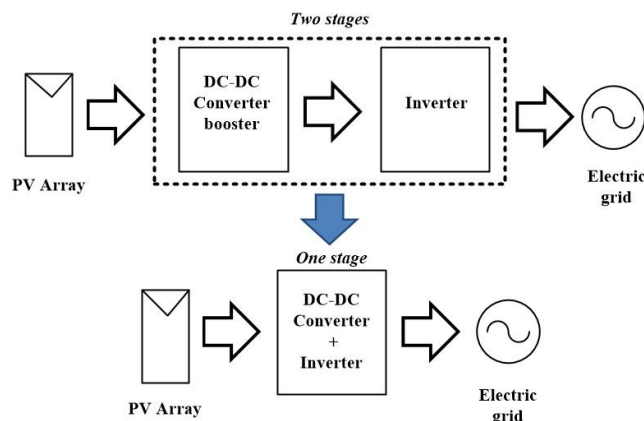 Two stages
DC-DC
Converter
booster
Inverter
PV Array
Electric
grid
One stage
DC-DC
Converter
+
Inverter
PV Array
Electric
grid